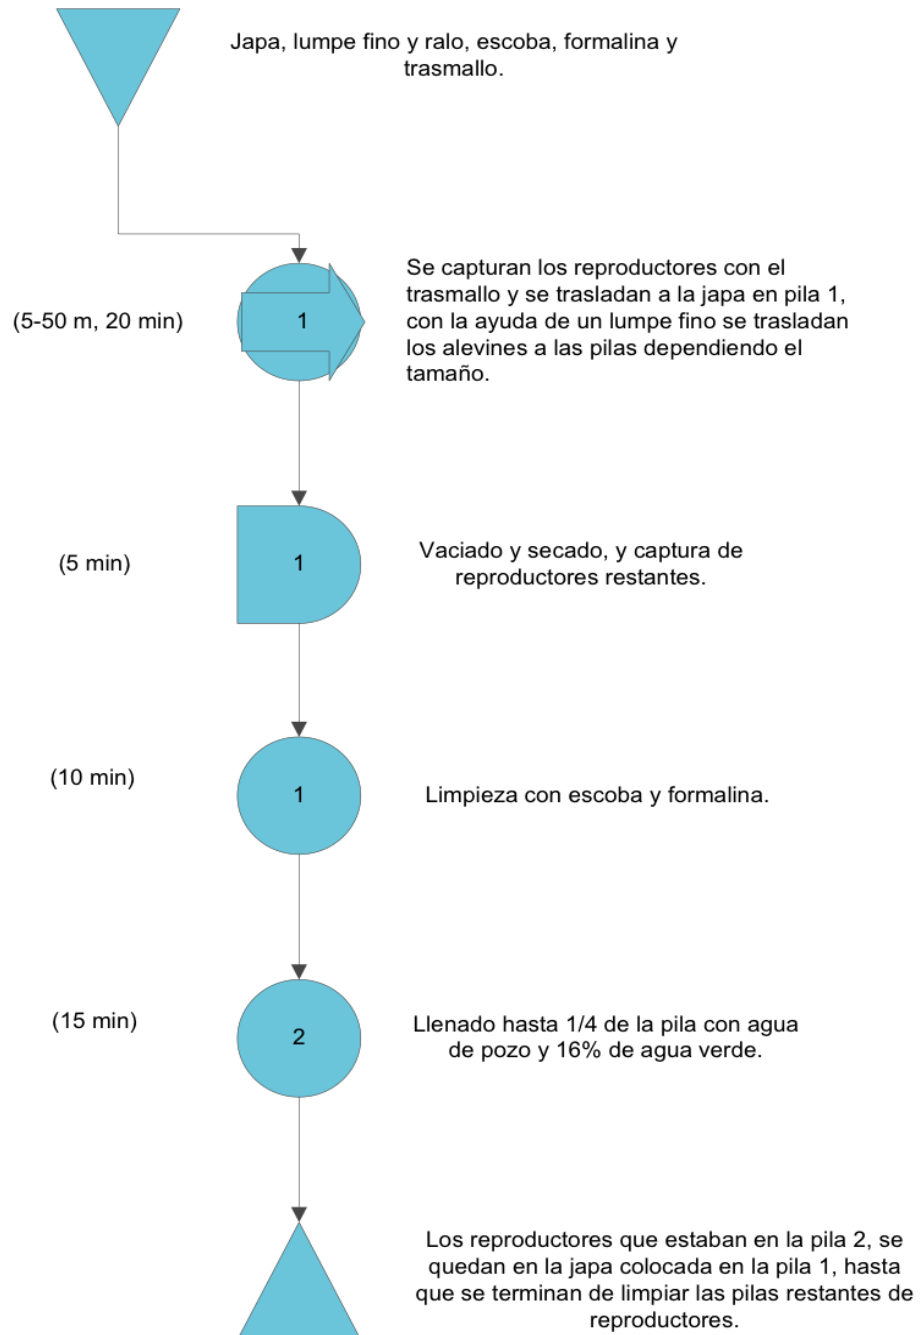 Japa, lumpe fino y ralo, escoba, formalina y
trasmallo.
(5-50 m, 20 min)
1
Se capturan los reproductores con el
trasmallo y se trasladan a la japa en pila 1,
con la ayuda de un lumpe fino se trasladan
los alevines a las pilas dependiendo el
tamaño.
(5 min)
1
Vaciado y secado, y captura de
reproductores restantes.
(10 min)
1
Limpieza con escoba y formalina.
(15 min)
2
Llenado hasta 1/4 de la pila con agua
de pozo y 16% de agua verde.
Los reproductores que estaban en la pila 2, se
quedan en la japa colocada en la pila 1, hasta
que se terminan de limpiar las pilas restantes de
reproductores.